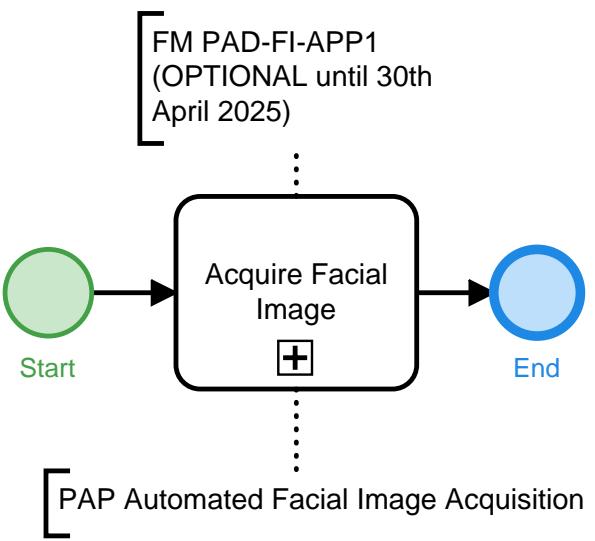 FM PAD-FI-APP1
(OPTIONAL until 30th
April 2025)
Acquire Facial
Image
Start
End
PAP Automated Facial Image Acquisition